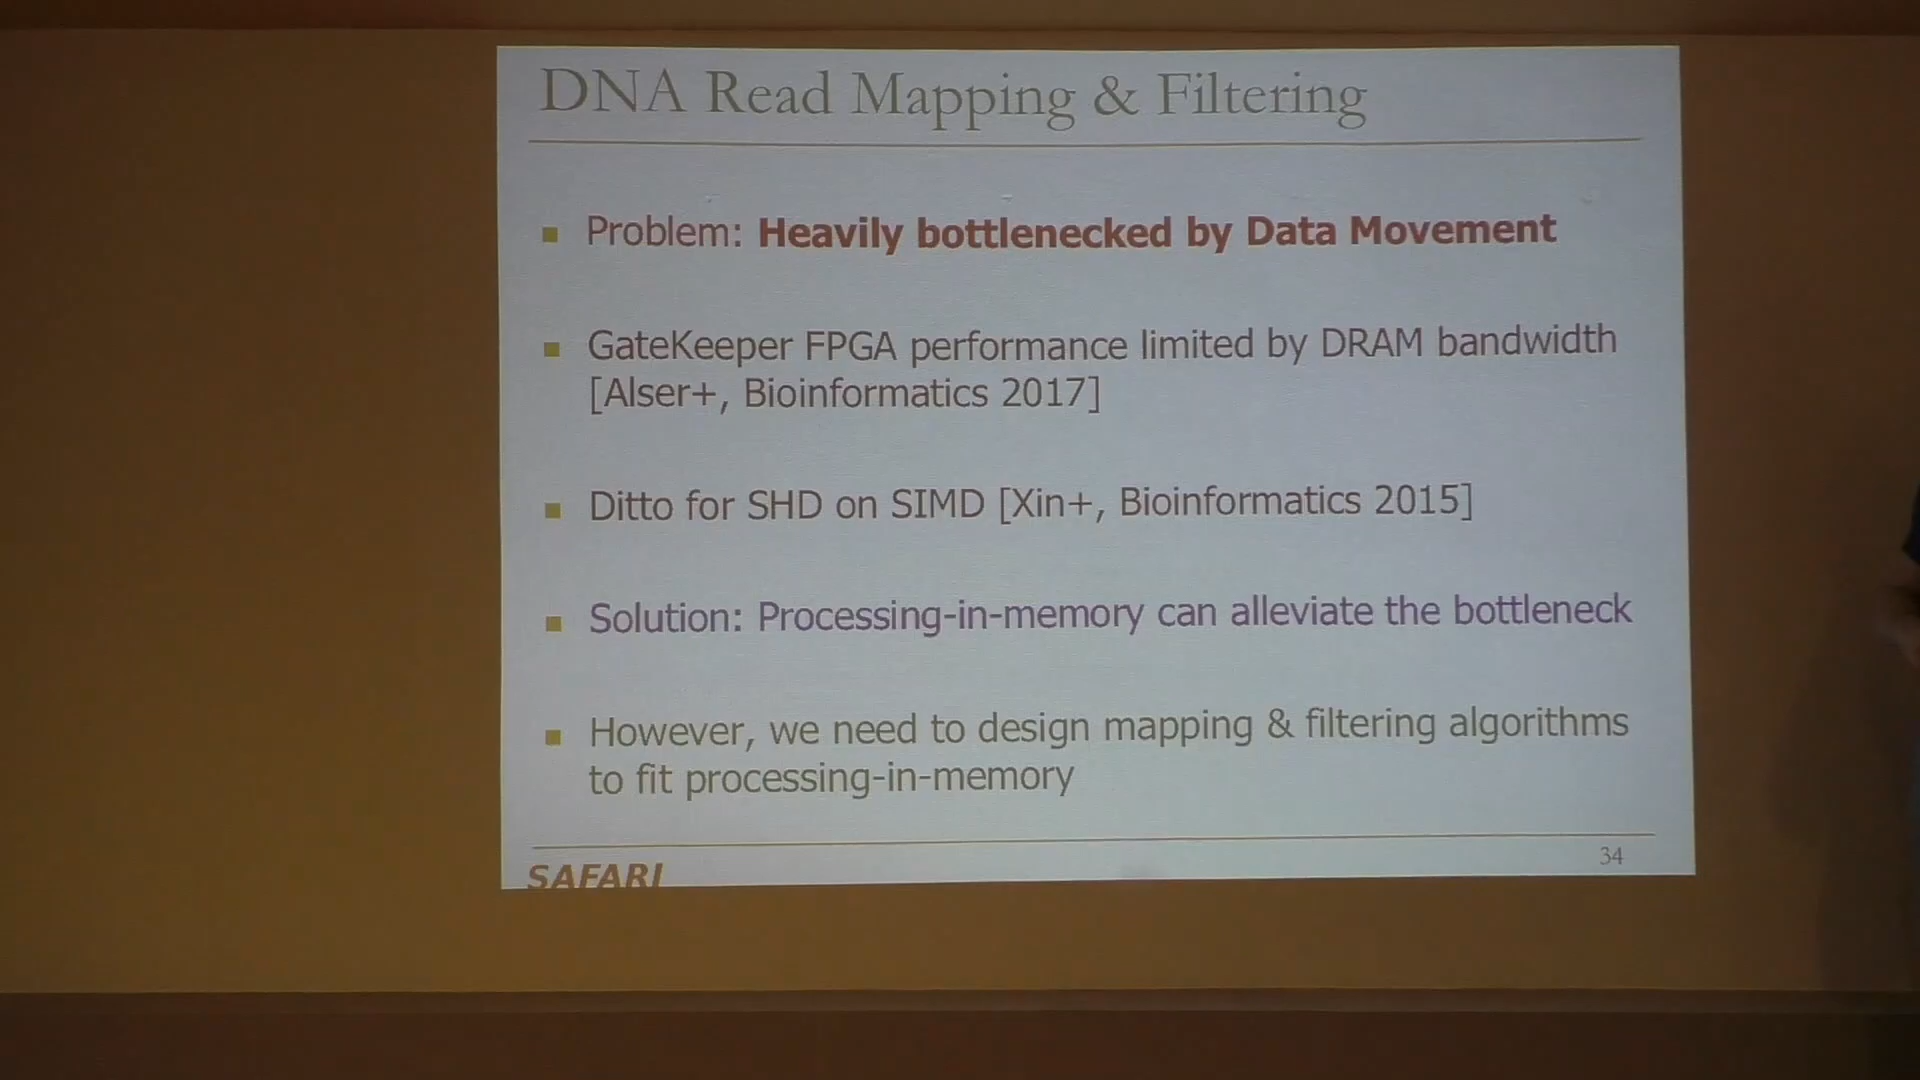 DNA Read Mapping & Filtering
Problem: Heavily bottlenecked by Data Movement
GateKeeper FPGA performance limited by DRAM bandwidth
[Alser+, Bioinformatics 2017]
Ditto for SHD on SIMD [Xin+, Bioinformatics 2015]
Solution: Processing-in-memory can alleviate the bottleneck
However, we need to design mapping & filtering algorithms
to fit processing-in-memory
SAFARI
34